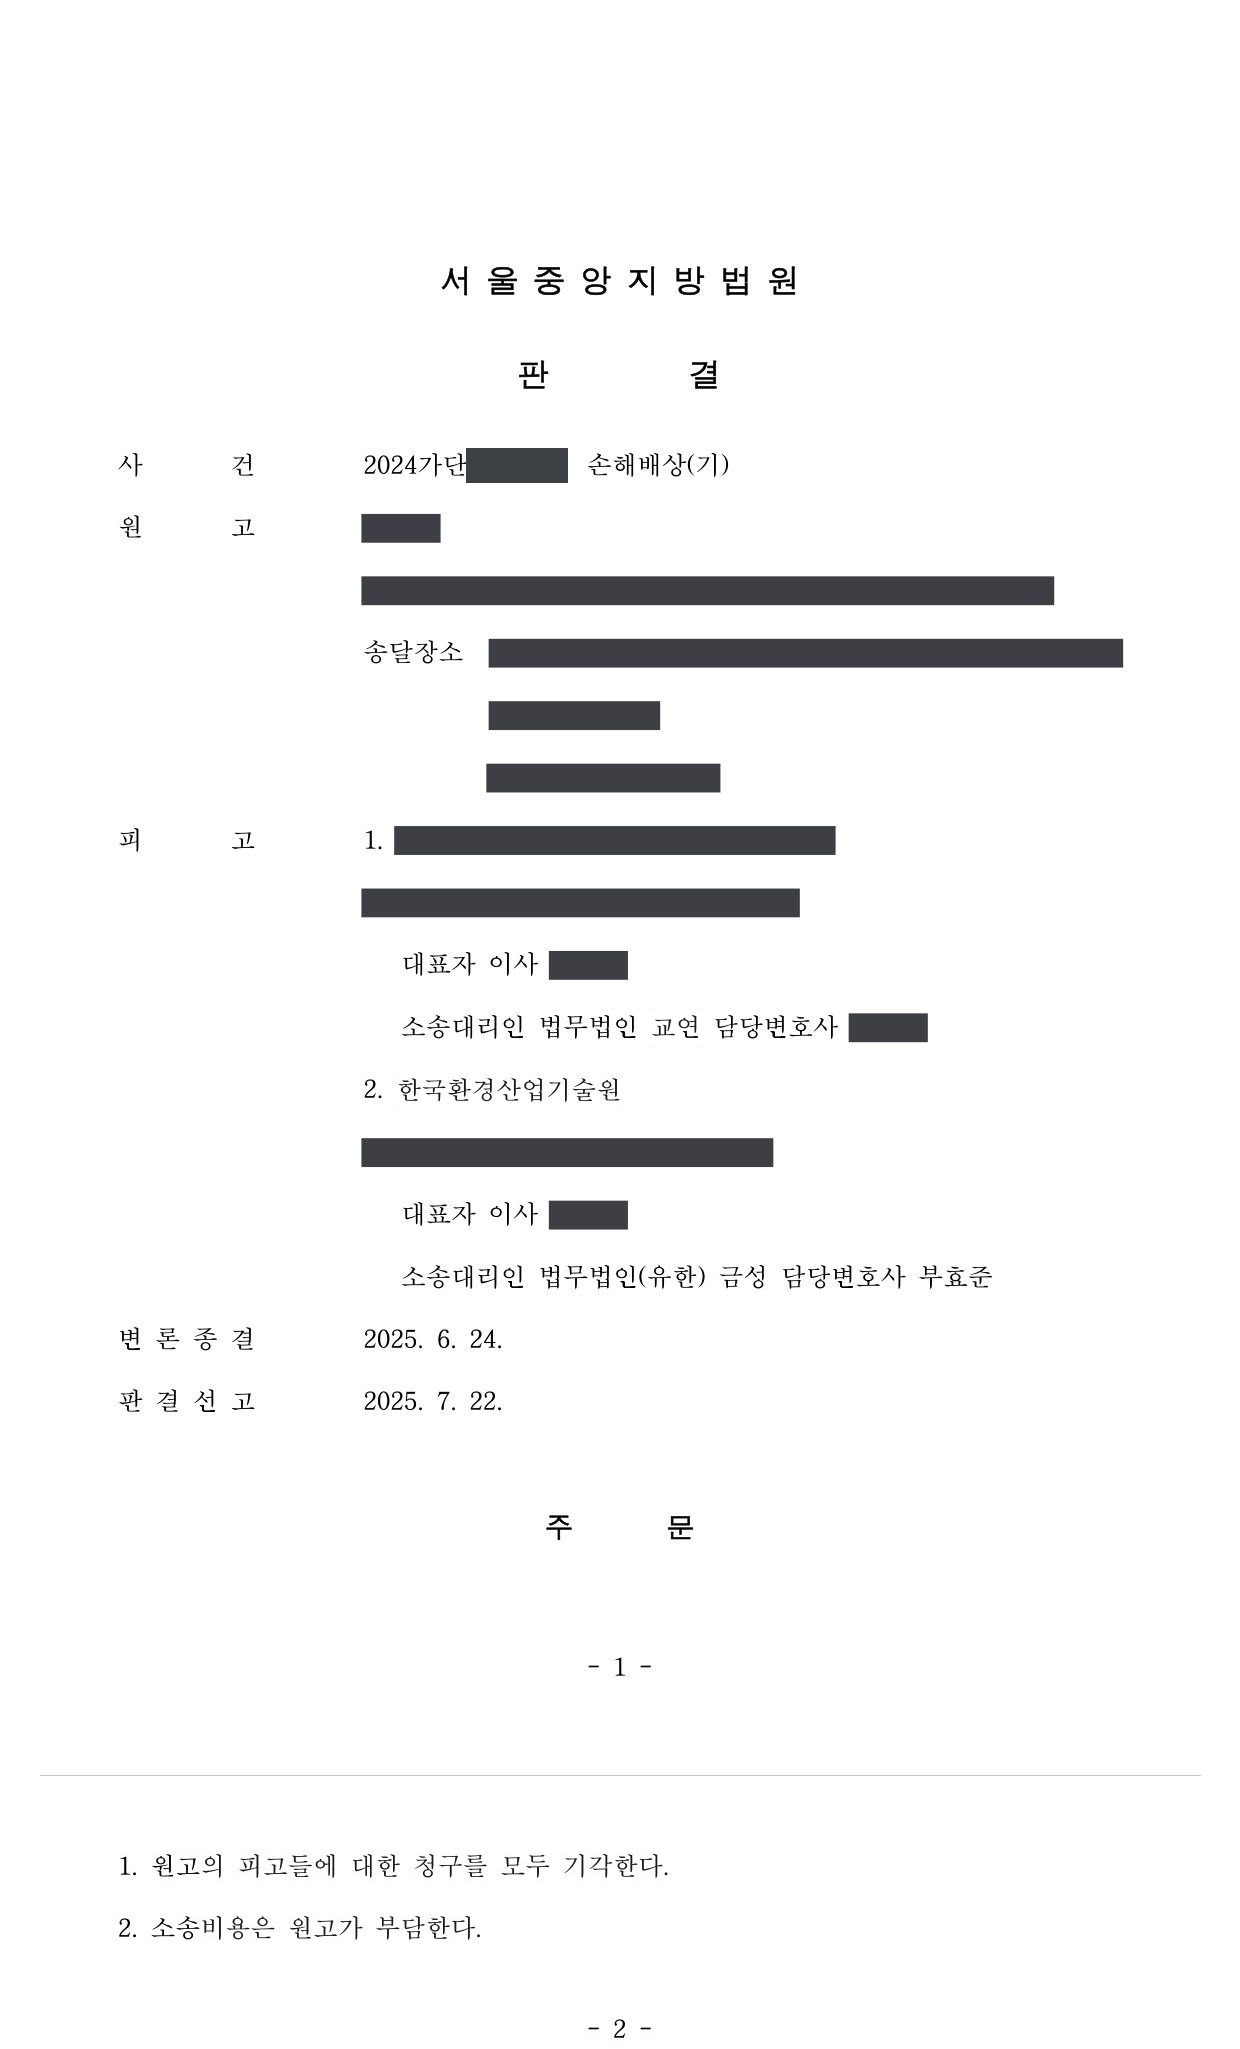 서울중앙지방법원
판 결
사 건 2024가단 손해배상(기)
원 고
송달장소
피 고 1.
대표자 이사
소송대리인 법무법인 교연 담당변호사
2. 한국환경산업기술원
대표자 이사
소송대리인 법무법인(유한) 금성 담당변호사 부효준
변론종결 2025. 6. 24.
판결선고 2025. 7. 22.
주 문
- 1 -
1. 원고의 피고들에 대한 청구를 모두 기각한다.
2. 소송비용은 원고가 부담한다.
- 2 -